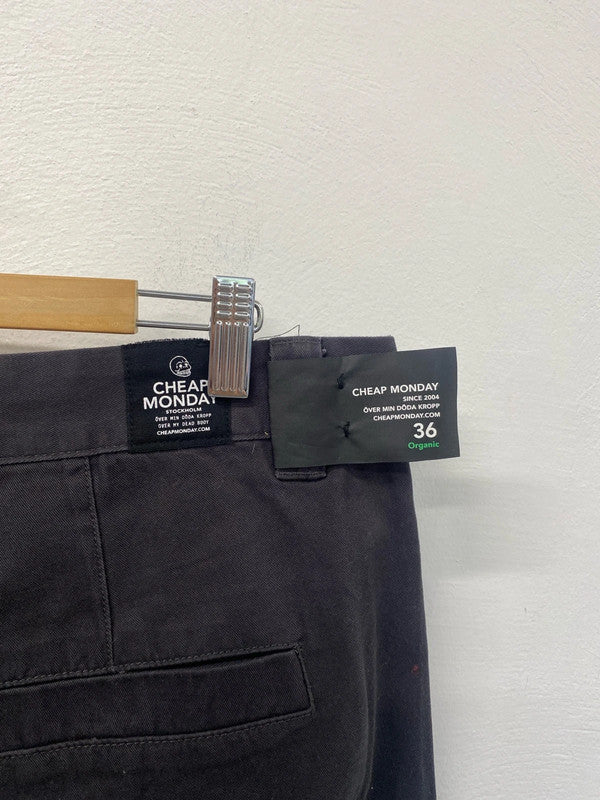 CHEAP
MONDAY
STOCKHOLM
ÖVER MIN DÖDA KROPP
OVER MY DEAD BODY
CHEAPMONDAY.COM
CHEAP MONDAY
SINCE 2004
ÖVER MIN DÖDA KROPP
CHEAPMONDAY.COM
36
Organic